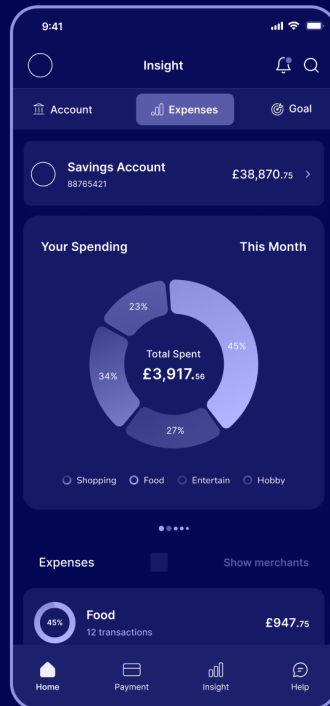 9:41
Insight
Account Expenses Goal
Savings Account
88765421
£38,870.75
Your Spending This Month
23%
45%
34%
Total Spent
£3,917.56
27%
Shopping Food Entertain Hobby
Expenses Show merchants
45%
Food
12 transactions
£947.75
Home Payment Insight Help